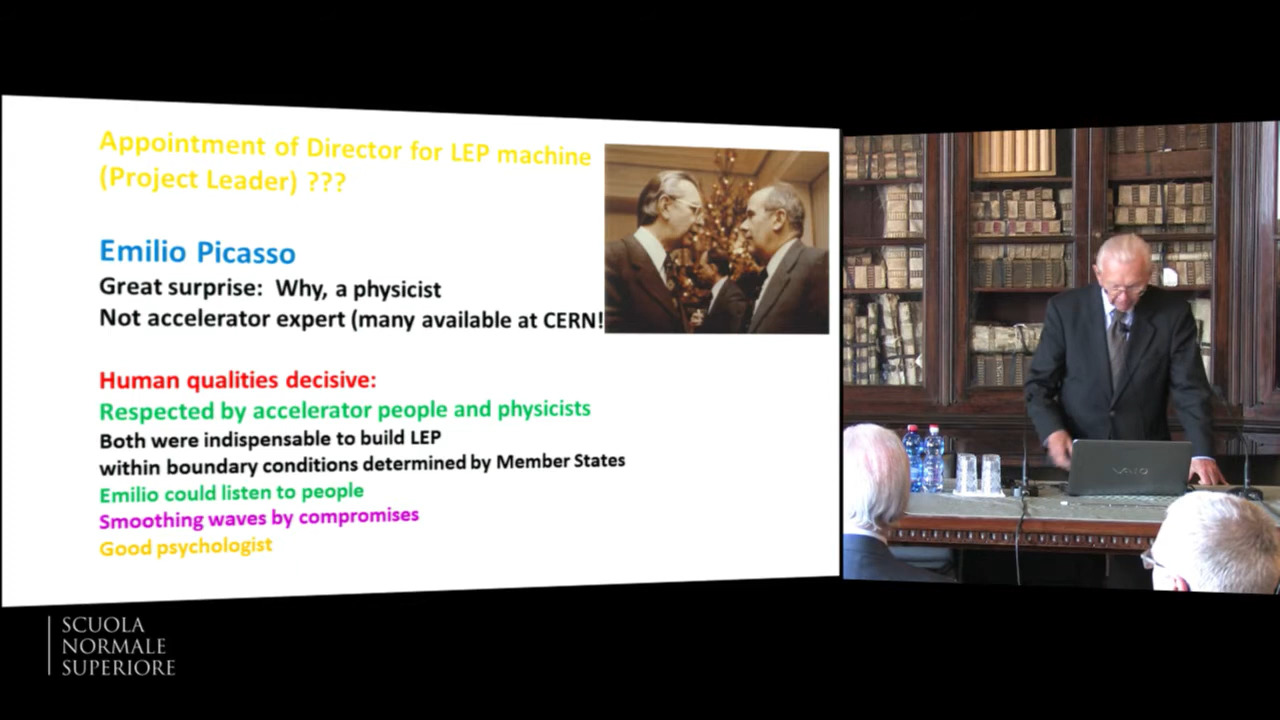 Appointment of Director for LEP machine
(Project Leader) ???
Emilio Picasso
Great surprise: Why, a physicist
Not accelerator expert (many available at CERN!
Human qualities decisive:
Respected by accelerator people and physicists
Both were indispensable to build LEP
within boundary conditions determined by Member States
Emilio could listen to people
Smoothing waves by compromises
Good psychologist
VAIO
SCUOLA
NORMALE
SUPERIORE